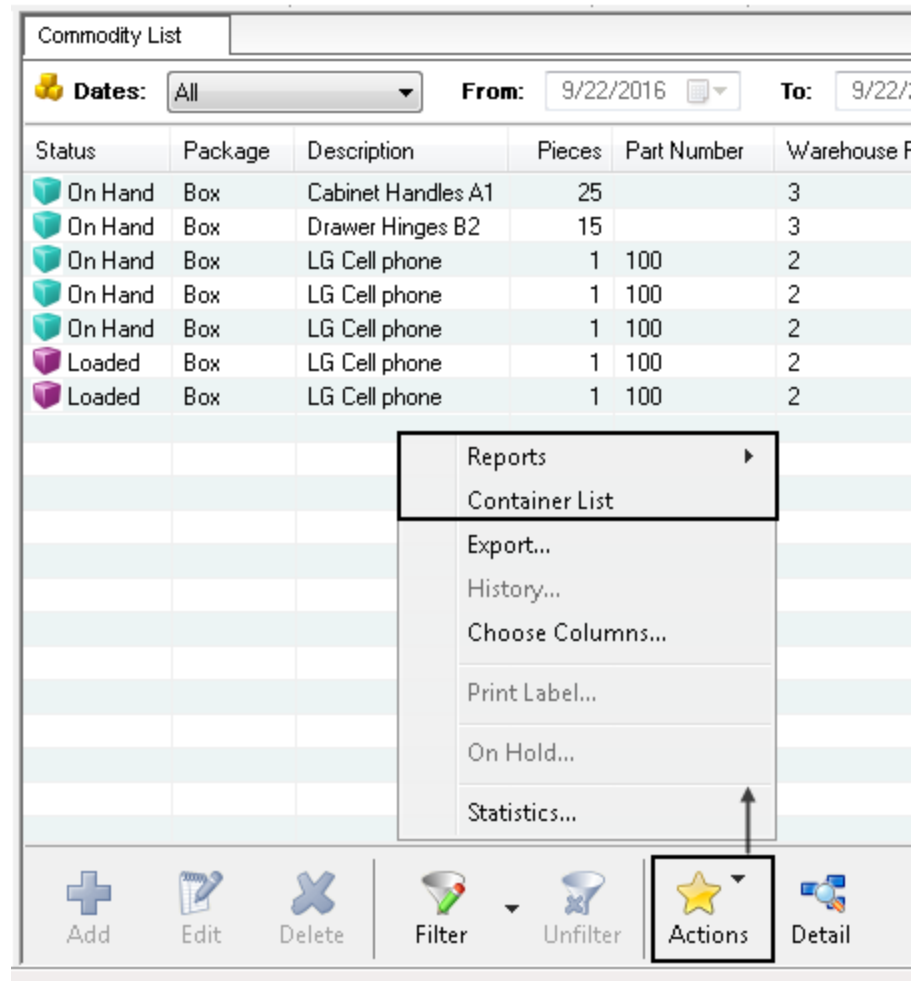 Commodity List
Dates: All From: 9/22/2016 To: 9/22/
Status Package Description Pieces Part Number Warehouse
On Hand Box Cabinet Handles A1 25 3
On Hand Box Drawer Hinges B2 15 3
On Hand Box LG Cell phone 1 100 2
On Hand Box LG Cell phone 1 100 2
On Hand Box LG Cell phone 1 100 2
Loaded Box LG Cell phone 1 100 2
Loaded Box LG Cell phone 1 100 2
Reports
Container List
Export...
History...
Choose Columns...
Print Label...
On Hold...
Statistics...
Add Edit Delete Filter Unfilter Actions Detail